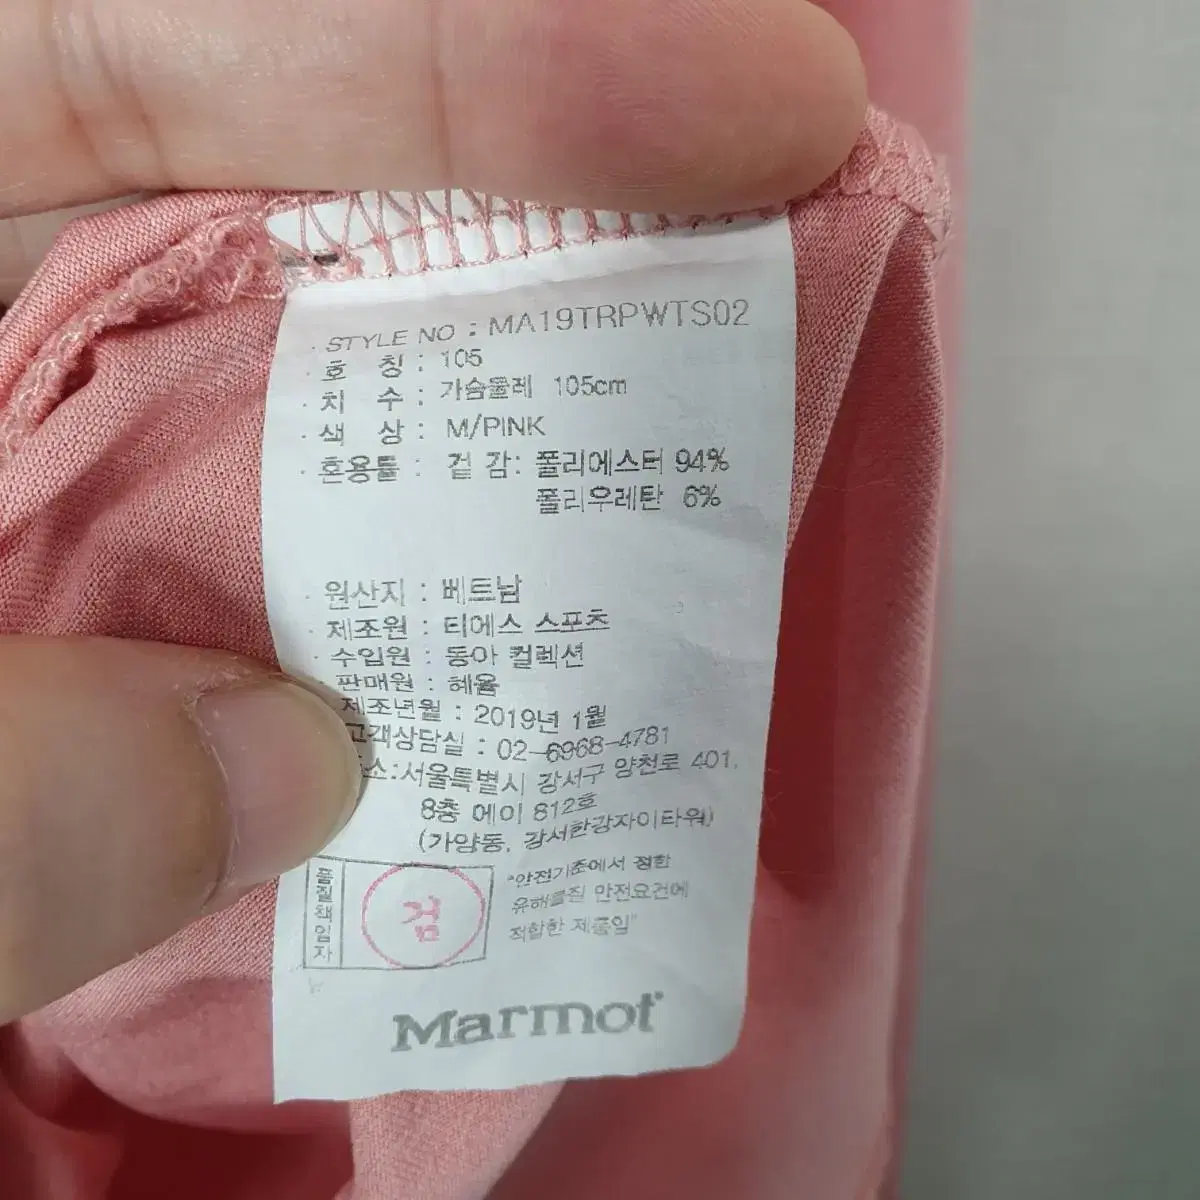 · STYLE NO : MA19TRPWTS02
· 호 칭 : 105
· 치 수 : 가슴둘레 105cm
· 색 상 : M/PINK
· 혼용률 : 겉 감: 폴리에스터 94%
폴리우레탄 6%
· 원산지 : 베트남
· 제조원 : 티에스 스포츠
· 수입원 : 동아 컬렉션
· 판매원 : 혜율
제조년월 : 2019년 1월
고객상담실 : 02-6968-4781
소:서울특별시 강서구 양천로 401,
8층 에이 812호
(가양동, 강서한강자이타워)
품질책임자
검
"안전기준에서 정한
유해물질 안전요건에
적합한 제품임"
Marmot